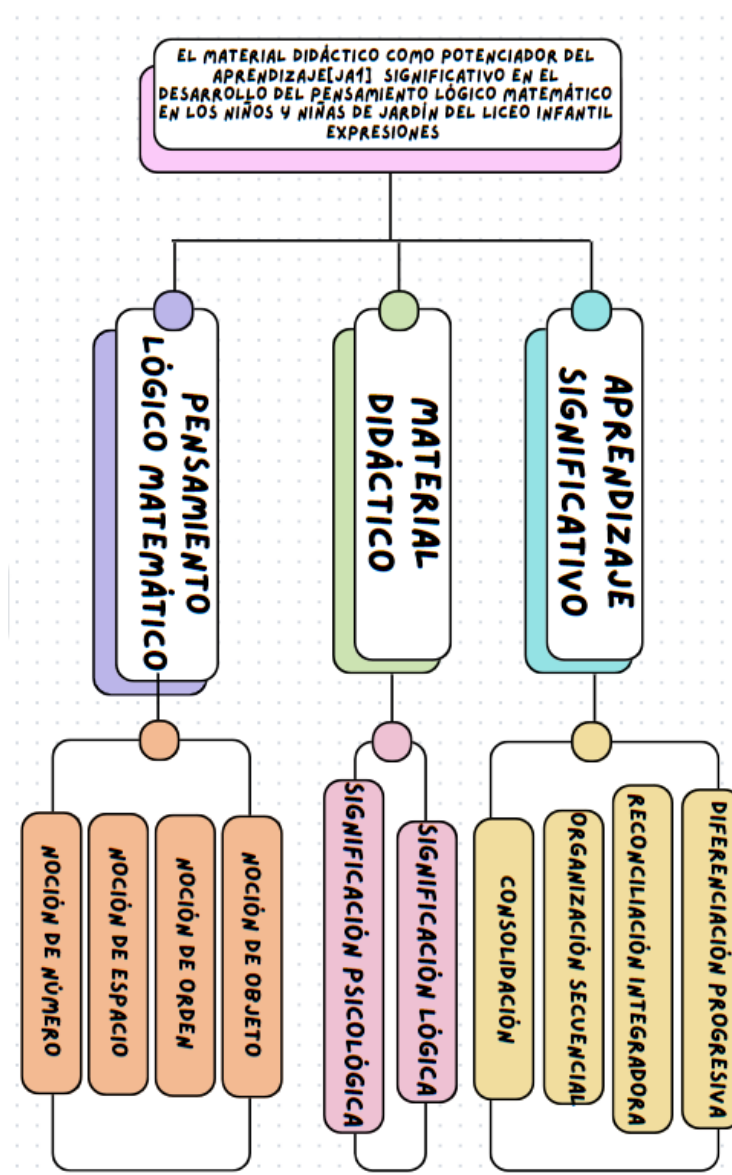 EL MATERIAL DIDÁCTICO COMO POTENCIADOR DEL
APRENDIZAJE[JA1] SIGNIFICATIVO EN EL
DESARROLLO DEL PENSAMIENTO LÓGICO MATEMÁTICO
EN LOS NIÑOS Y NIÑAS DE JARDÍN DEL LICEO INFANTIL
EXPRESIONES
PENSAMIENTO
LÓGICO MATEMÁTICO
MATERIAL
DIDÁCTICO
APRENDIZAJE
SIGNIFICATIVO
NOCIÓN DE NÚMERO
NOCIÓN DE ESPACIO
NOCIÓN DE ORDEN
NOCIÓN DE OBJETO
SIGNIFICACIÓN PSICOLÓGICA
SIGNIFICACIÓN LÓGICA
CONSOLIDACIÓN
ORGANIZACIÓN SECUENCIAL
RECONCILIACIÓN INTEGRADORA
DIFERENCIACIÓN PROGRESIVA